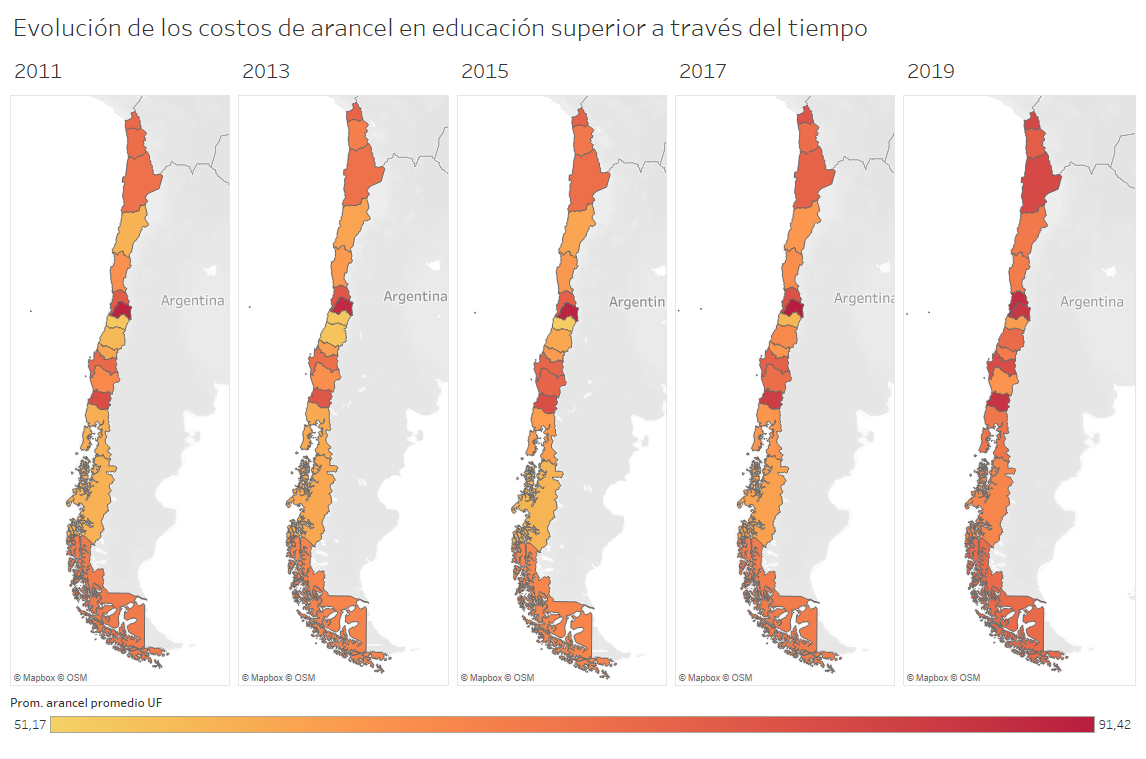 Evolución de los costos de arancel en educación superior a través del tiempo
2011
2013
2015
2017
2019
Argentina
Argentina
Argentin
Argentina
Argentina
© Mapbox © OSM
© Mapbox © OSM
© Mapbox © OSM
© Mapbox © OSM
© Mapbox © OSM
Prom. arancel promedio UF
51,17
91,42